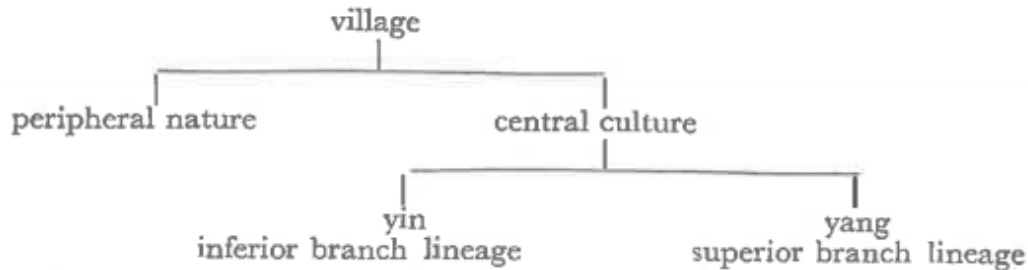 village
peripheral nature central culture
yin yang
inferior branch lineage superior branch lineage